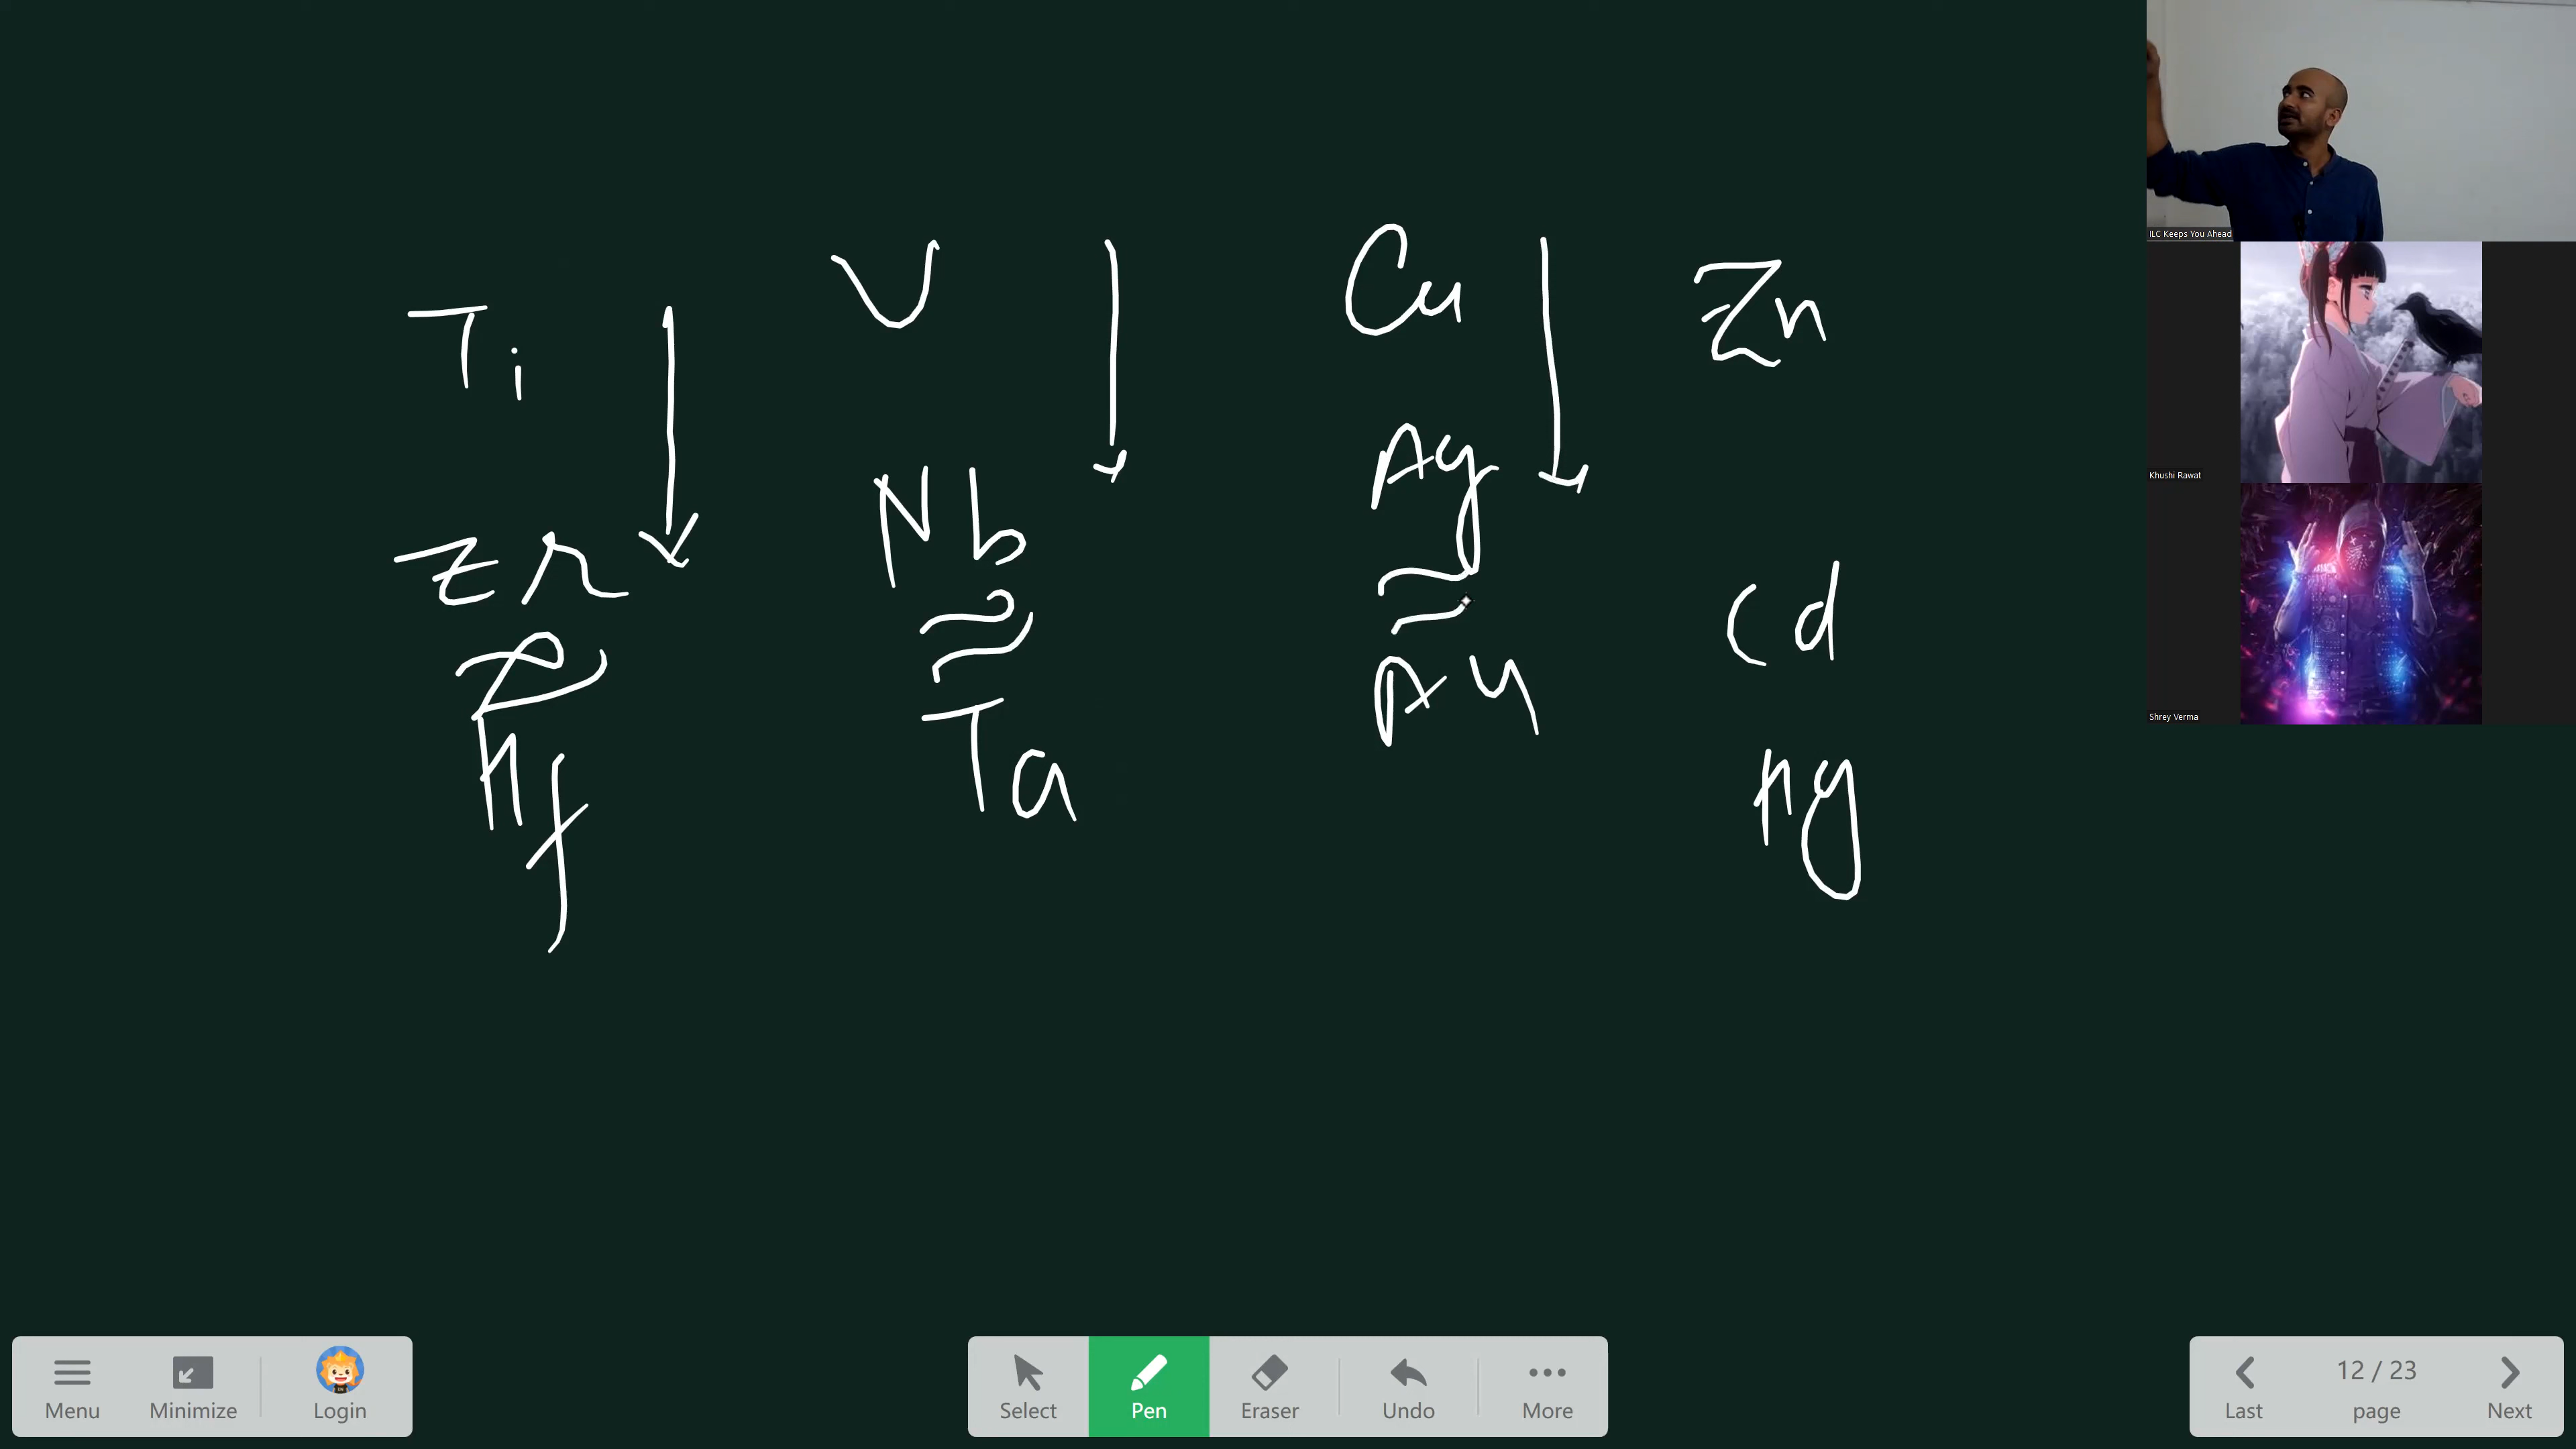 Ti V Cu Zn
Zr Nb Ag Cd
≈ ≈ ≈
Hf Ta Au Hg
ILC Keeps You Ahead
Khushi Rawat
Shrey Verma
Menu Minimize Login
Select Pen Eraser Undo More
Last 12 / 23 page Next